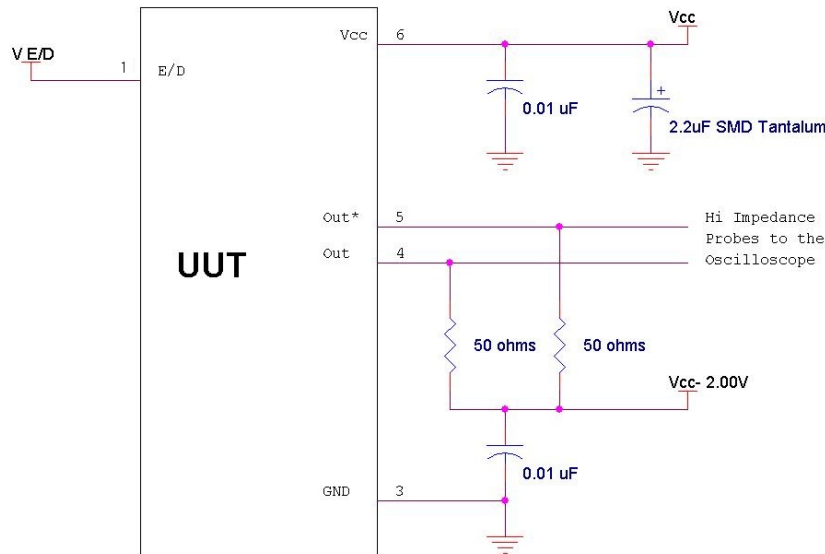 Vcc
Vcc 6
V E/D
1 E/D
0.01 uF
2.2uF SMD Tantalum
+
Out* 5
Hi Impedance
Probes to the
Oscilloscope
Out 4
UUT
50 ohms
50 ohms
Vcc- 2.00V
0.01 uF
GND 3